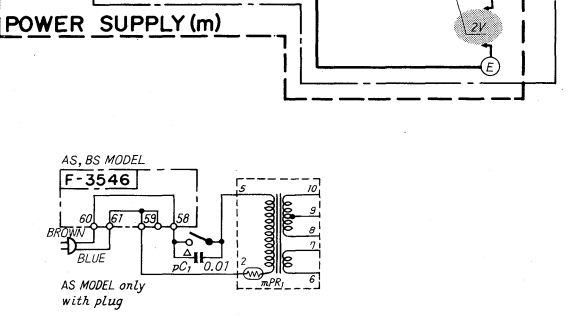 POWER SUPPLY (m)
2V
E
AS, BS MODEL
F-3546
60 61 59 58
BROWN
BLUE
pC1 0.01
5
2
mPR1
10
9
8
7
6
AS MODEL only
with plug